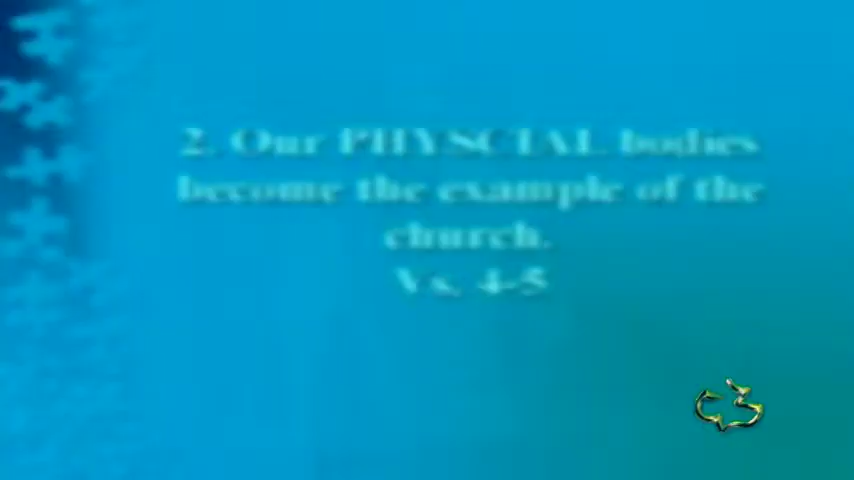 2. Our PHYSCIAL bodies
become the example of the
church.
Vs. 4-5